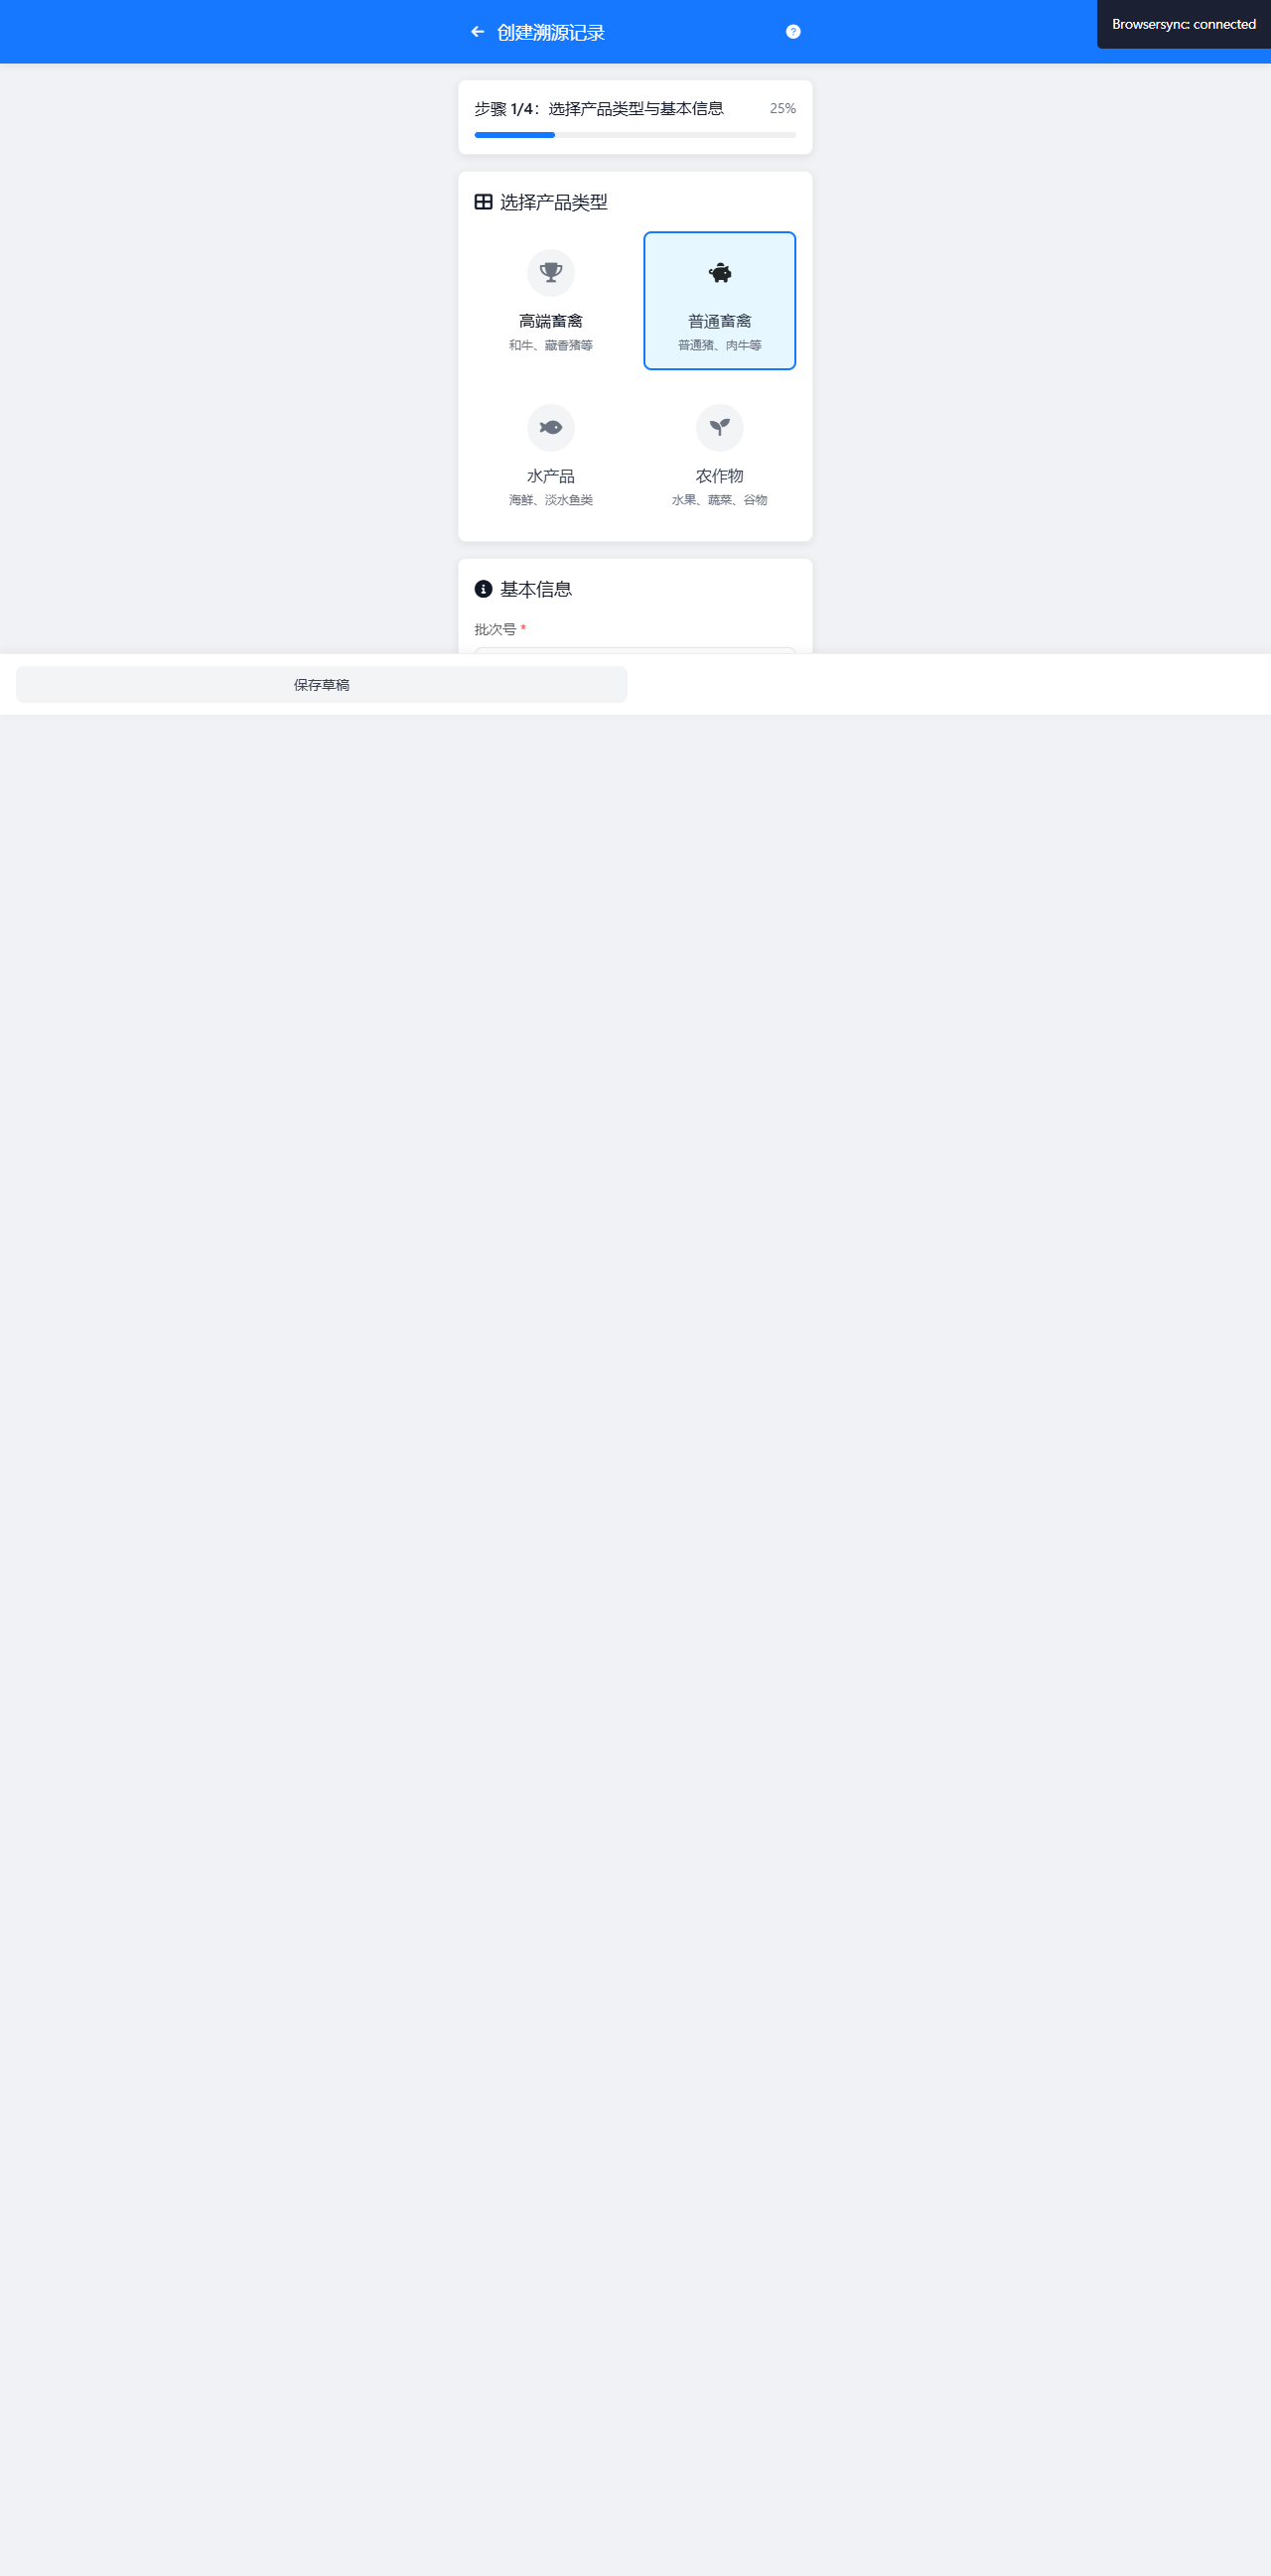 创建溯源记录
Browsersync: connected
步骤 1/4：选择产品类型与基本信息 25%
选择产品类型
高端畜禽
和牛、藏香猪等
普通畜禽
普通猪、肉牛等
水产品
海鲜、淡水鱼类
农作物
水果、蔬菜、谷物
基本信息
批次号 *
保存草稿